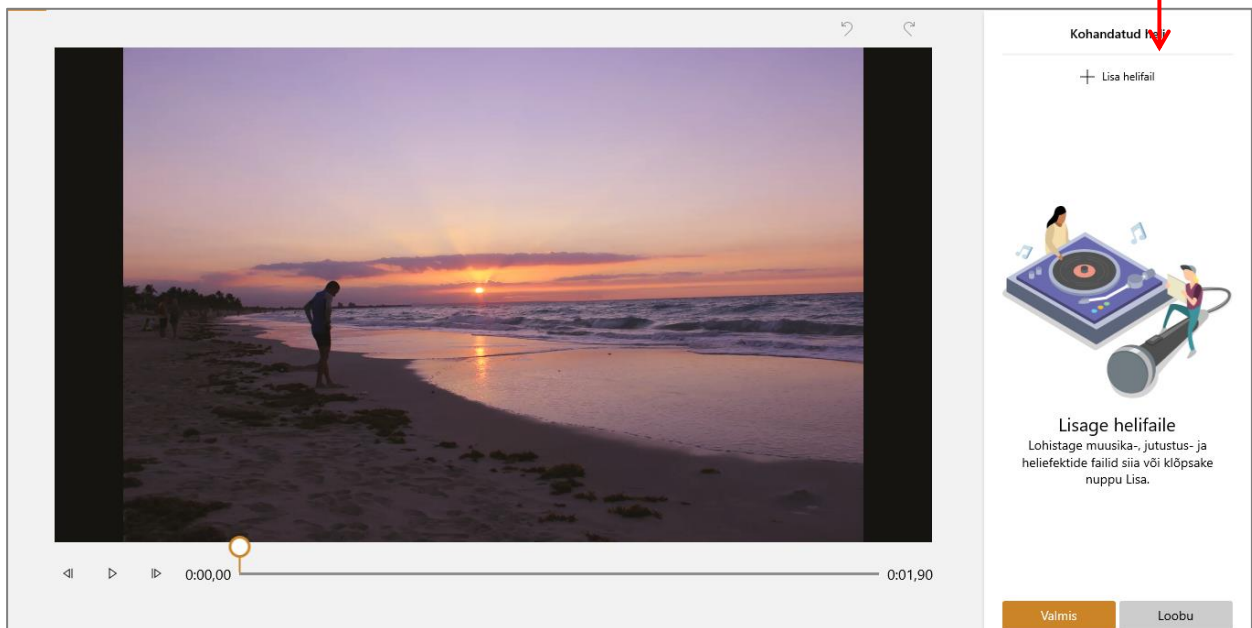 Kohandatud heli
+ Lisa helifail
Lisage helifaile
Lohistage muusika-, jutustus- ja
heliefektide failid siia või klõpsake
nuppu Lisa.
0:00,00
0:01,90
Valmis
Loobu